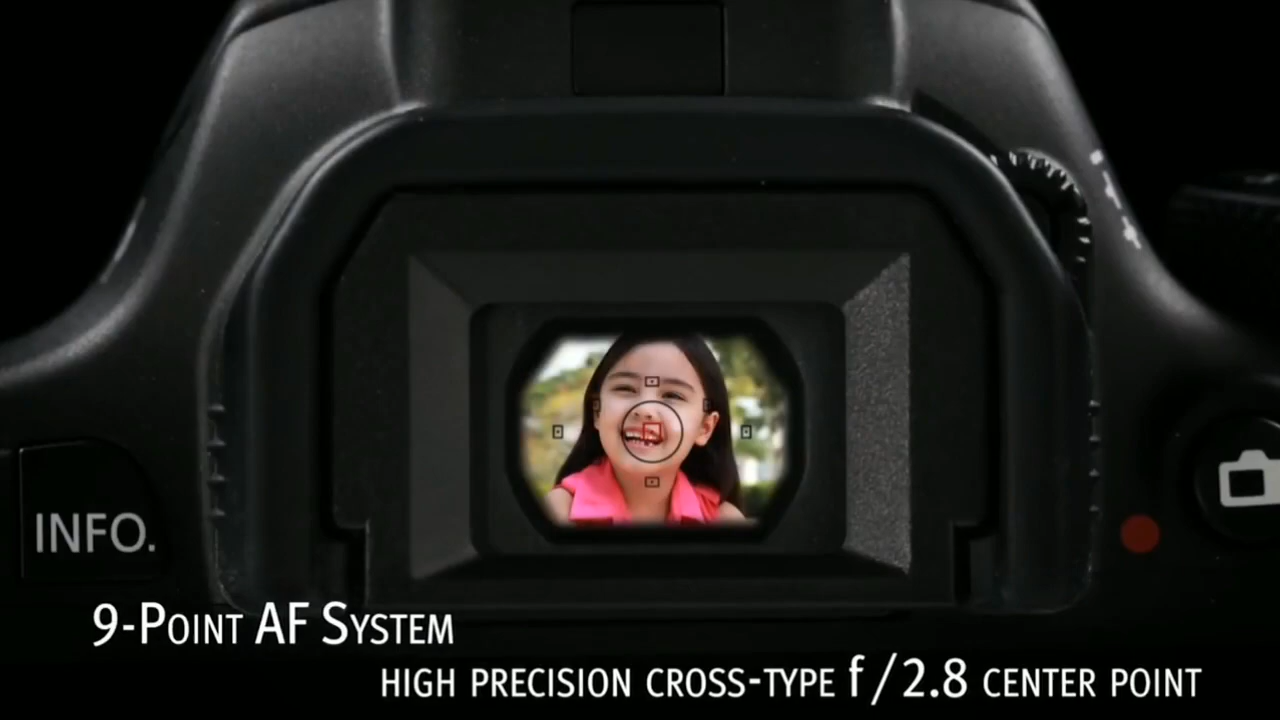 INFO.
9-Point AF System
HIGH PRECISION CROSS-TYPE f/2.8 CENTER POINT